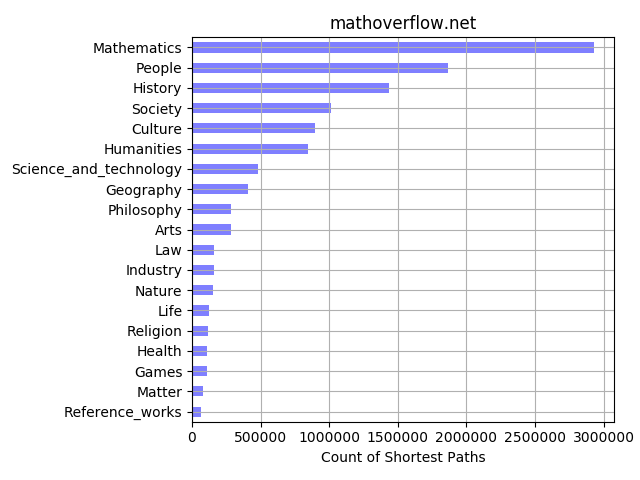 mathoverflow.net
Mathematics
People
History
Society
Culture
Humanities
Science_and_technology
Geography
Philosophy
Arts
Law
Industry
Nature
Life
Religion
Health
Games
Matter
Reference_works
0 500000 1000000 1500000 2000000 2500000 3000000
Count of Shortest Paths